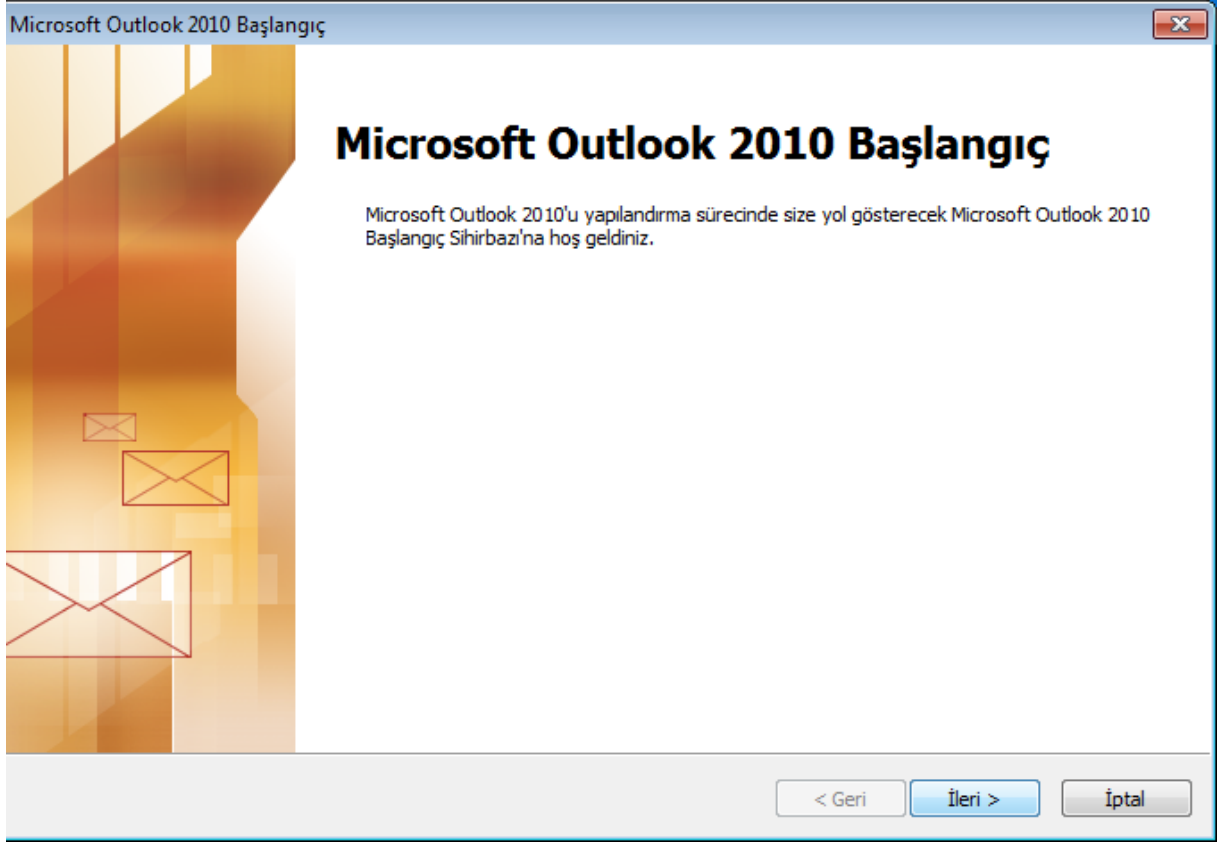 Microsoft Outlook 2010 Başlangıç
Microsoft Outlook 2010 Başlangıç
Microsoft Outlook 2010'u yapılandırma sürecinde size yol gösterecek Microsoft Outlook 2010
Başlangıç Sihirbazı'na hoş geldiniz.
< Geri
İleri >
İptal